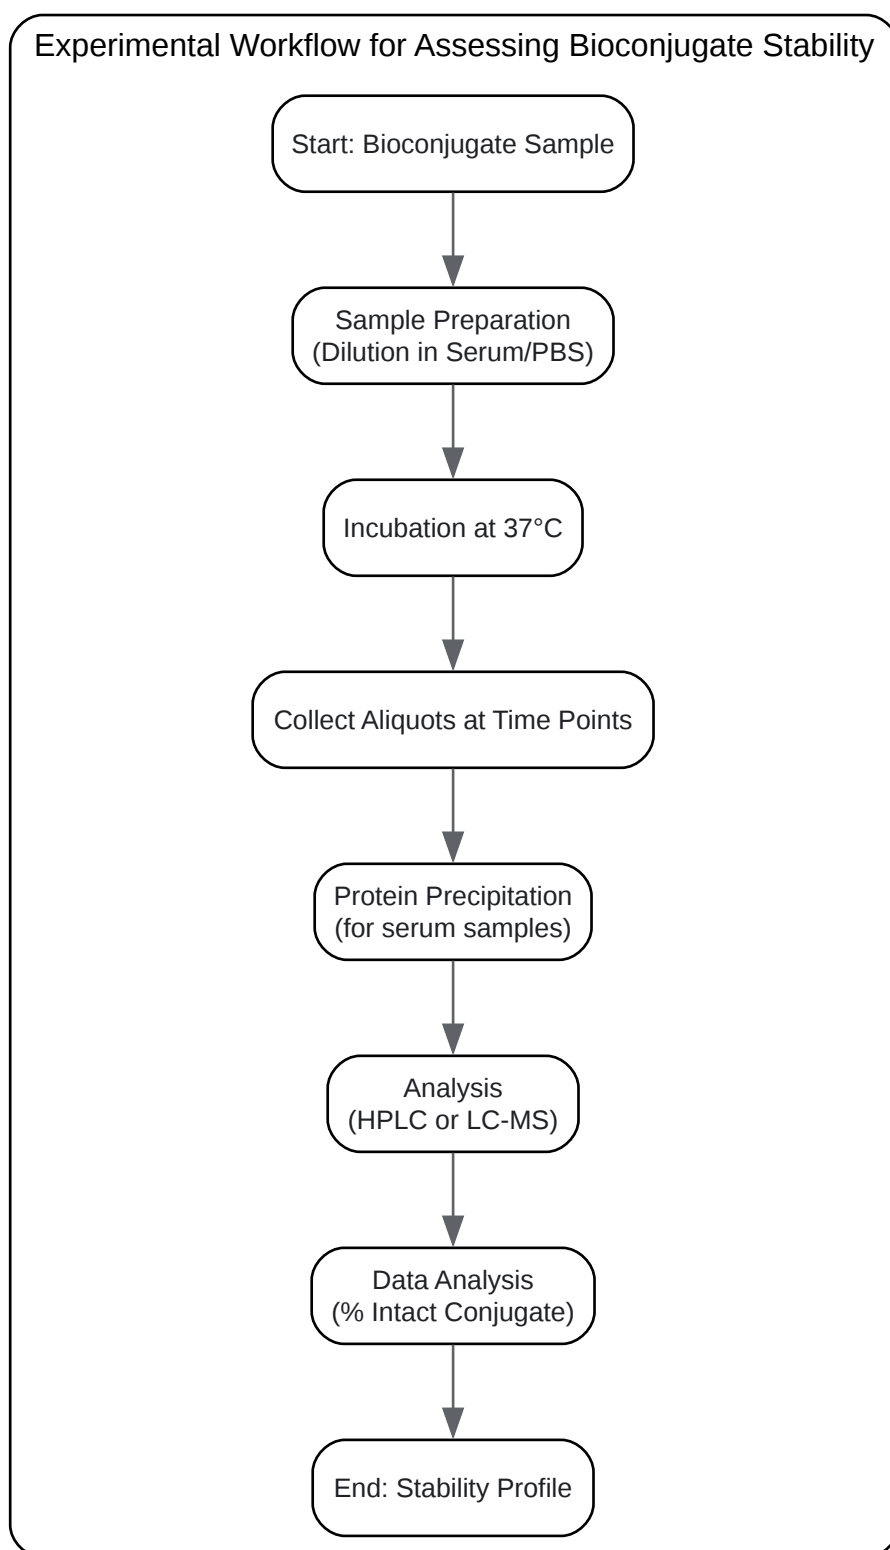 Experimental Workflow for Assessing Bioconjugate Stability
Start: Bioconjugate Sample
Sample Preparation
(Dilution in Serum/PBS)
Incubation at 37°C
Collect Aliquots at Time Points
Protein Precipitation
(for serum samples)
Analysis
(HPLC or LC-MS)
Data Analysis
(% Intact Conjugate)
End: Stability Profile